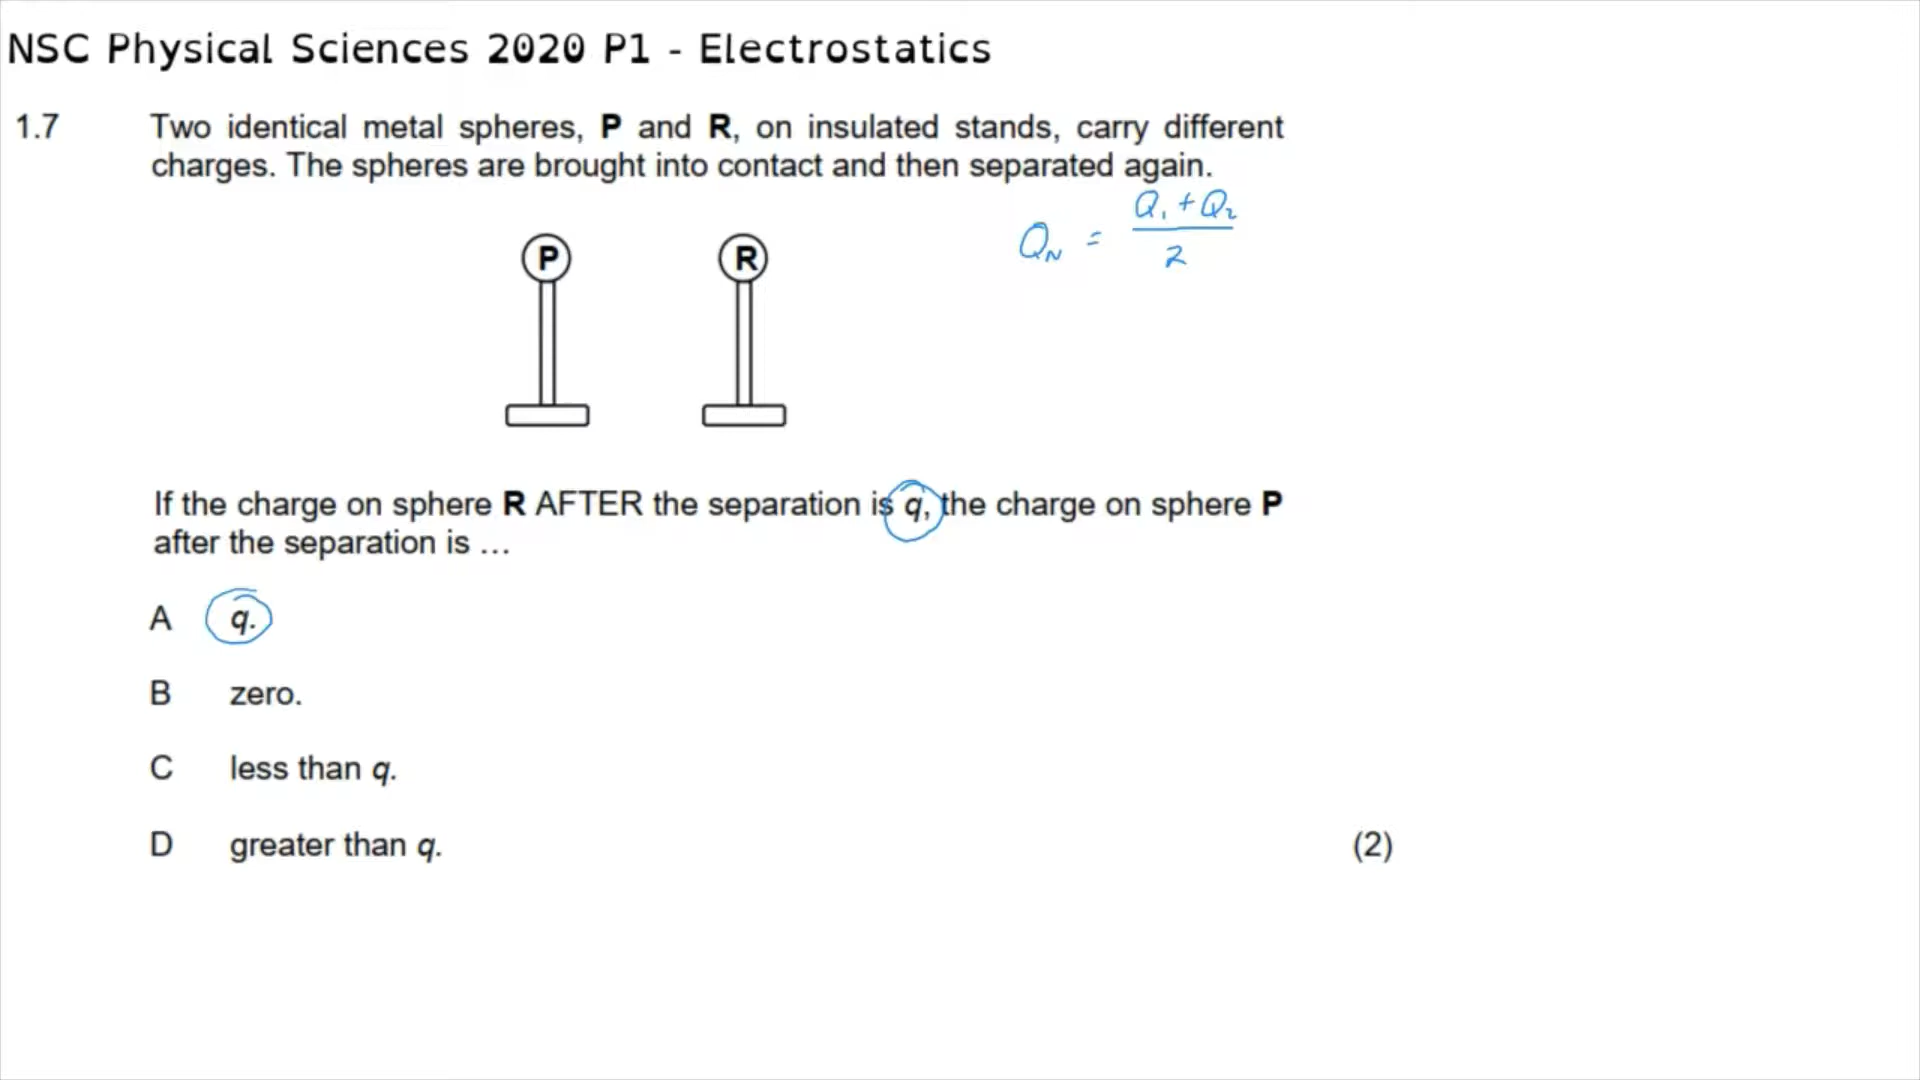 NSC Physical Sciences 2020 P1 - Electrostatics
1.7 Two identical metal spheres, P and R, on insulated stands, carry different
charges. The spheres are brought into contact and then separated again.
Q_N = (Q_1 + Q_2) / 2
P R
If the charge on sphere R AFTER the separation is q, the charge on sphere P
after the separation is ...
A q.
B zero.
C less than q.
D greater than q. (2)